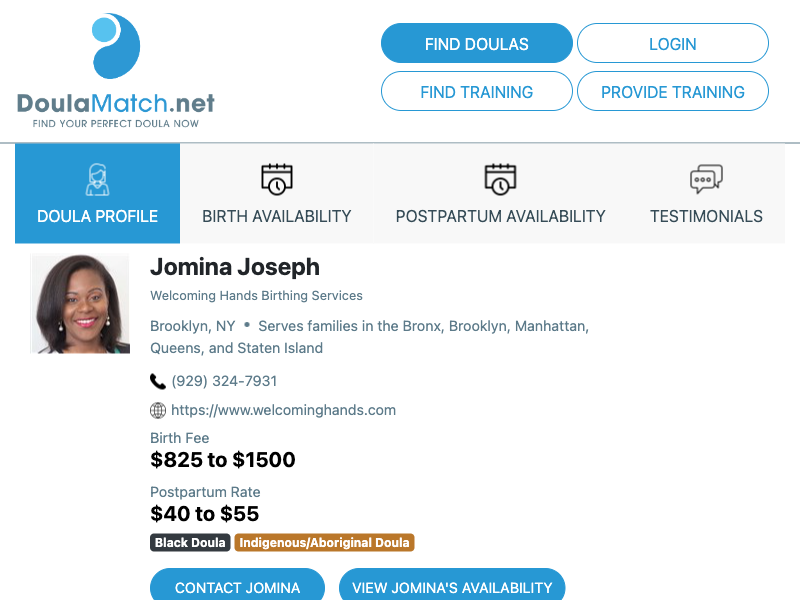 DoulaMatch.net
FIND YOUR PERFECT DOULA NOW
FIND DOULAS
LOGIN
FIND TRAINING
PROVIDE TRAINING
DOULA PROFILE
BIRTH AVAILABILITY
POSTPARTUM AVAILABILITY
TESTIMONIALS
Jomina Joseph
Welcoming Hands Birthing Services
Brooklyn, NY • Serves families in the Bronx, Brooklyn, Manhattan,
Queens, and Staten Island
(929) 324-7931
https://www.welcominghands.com
Birth Fee
$825 to $1500
Postpartum Rate
$40 to $55
Black Doula Indigenous/Aboriginal Doula
CONTACT JOMINA
VIEW JOMINA'S AVAILABILITY